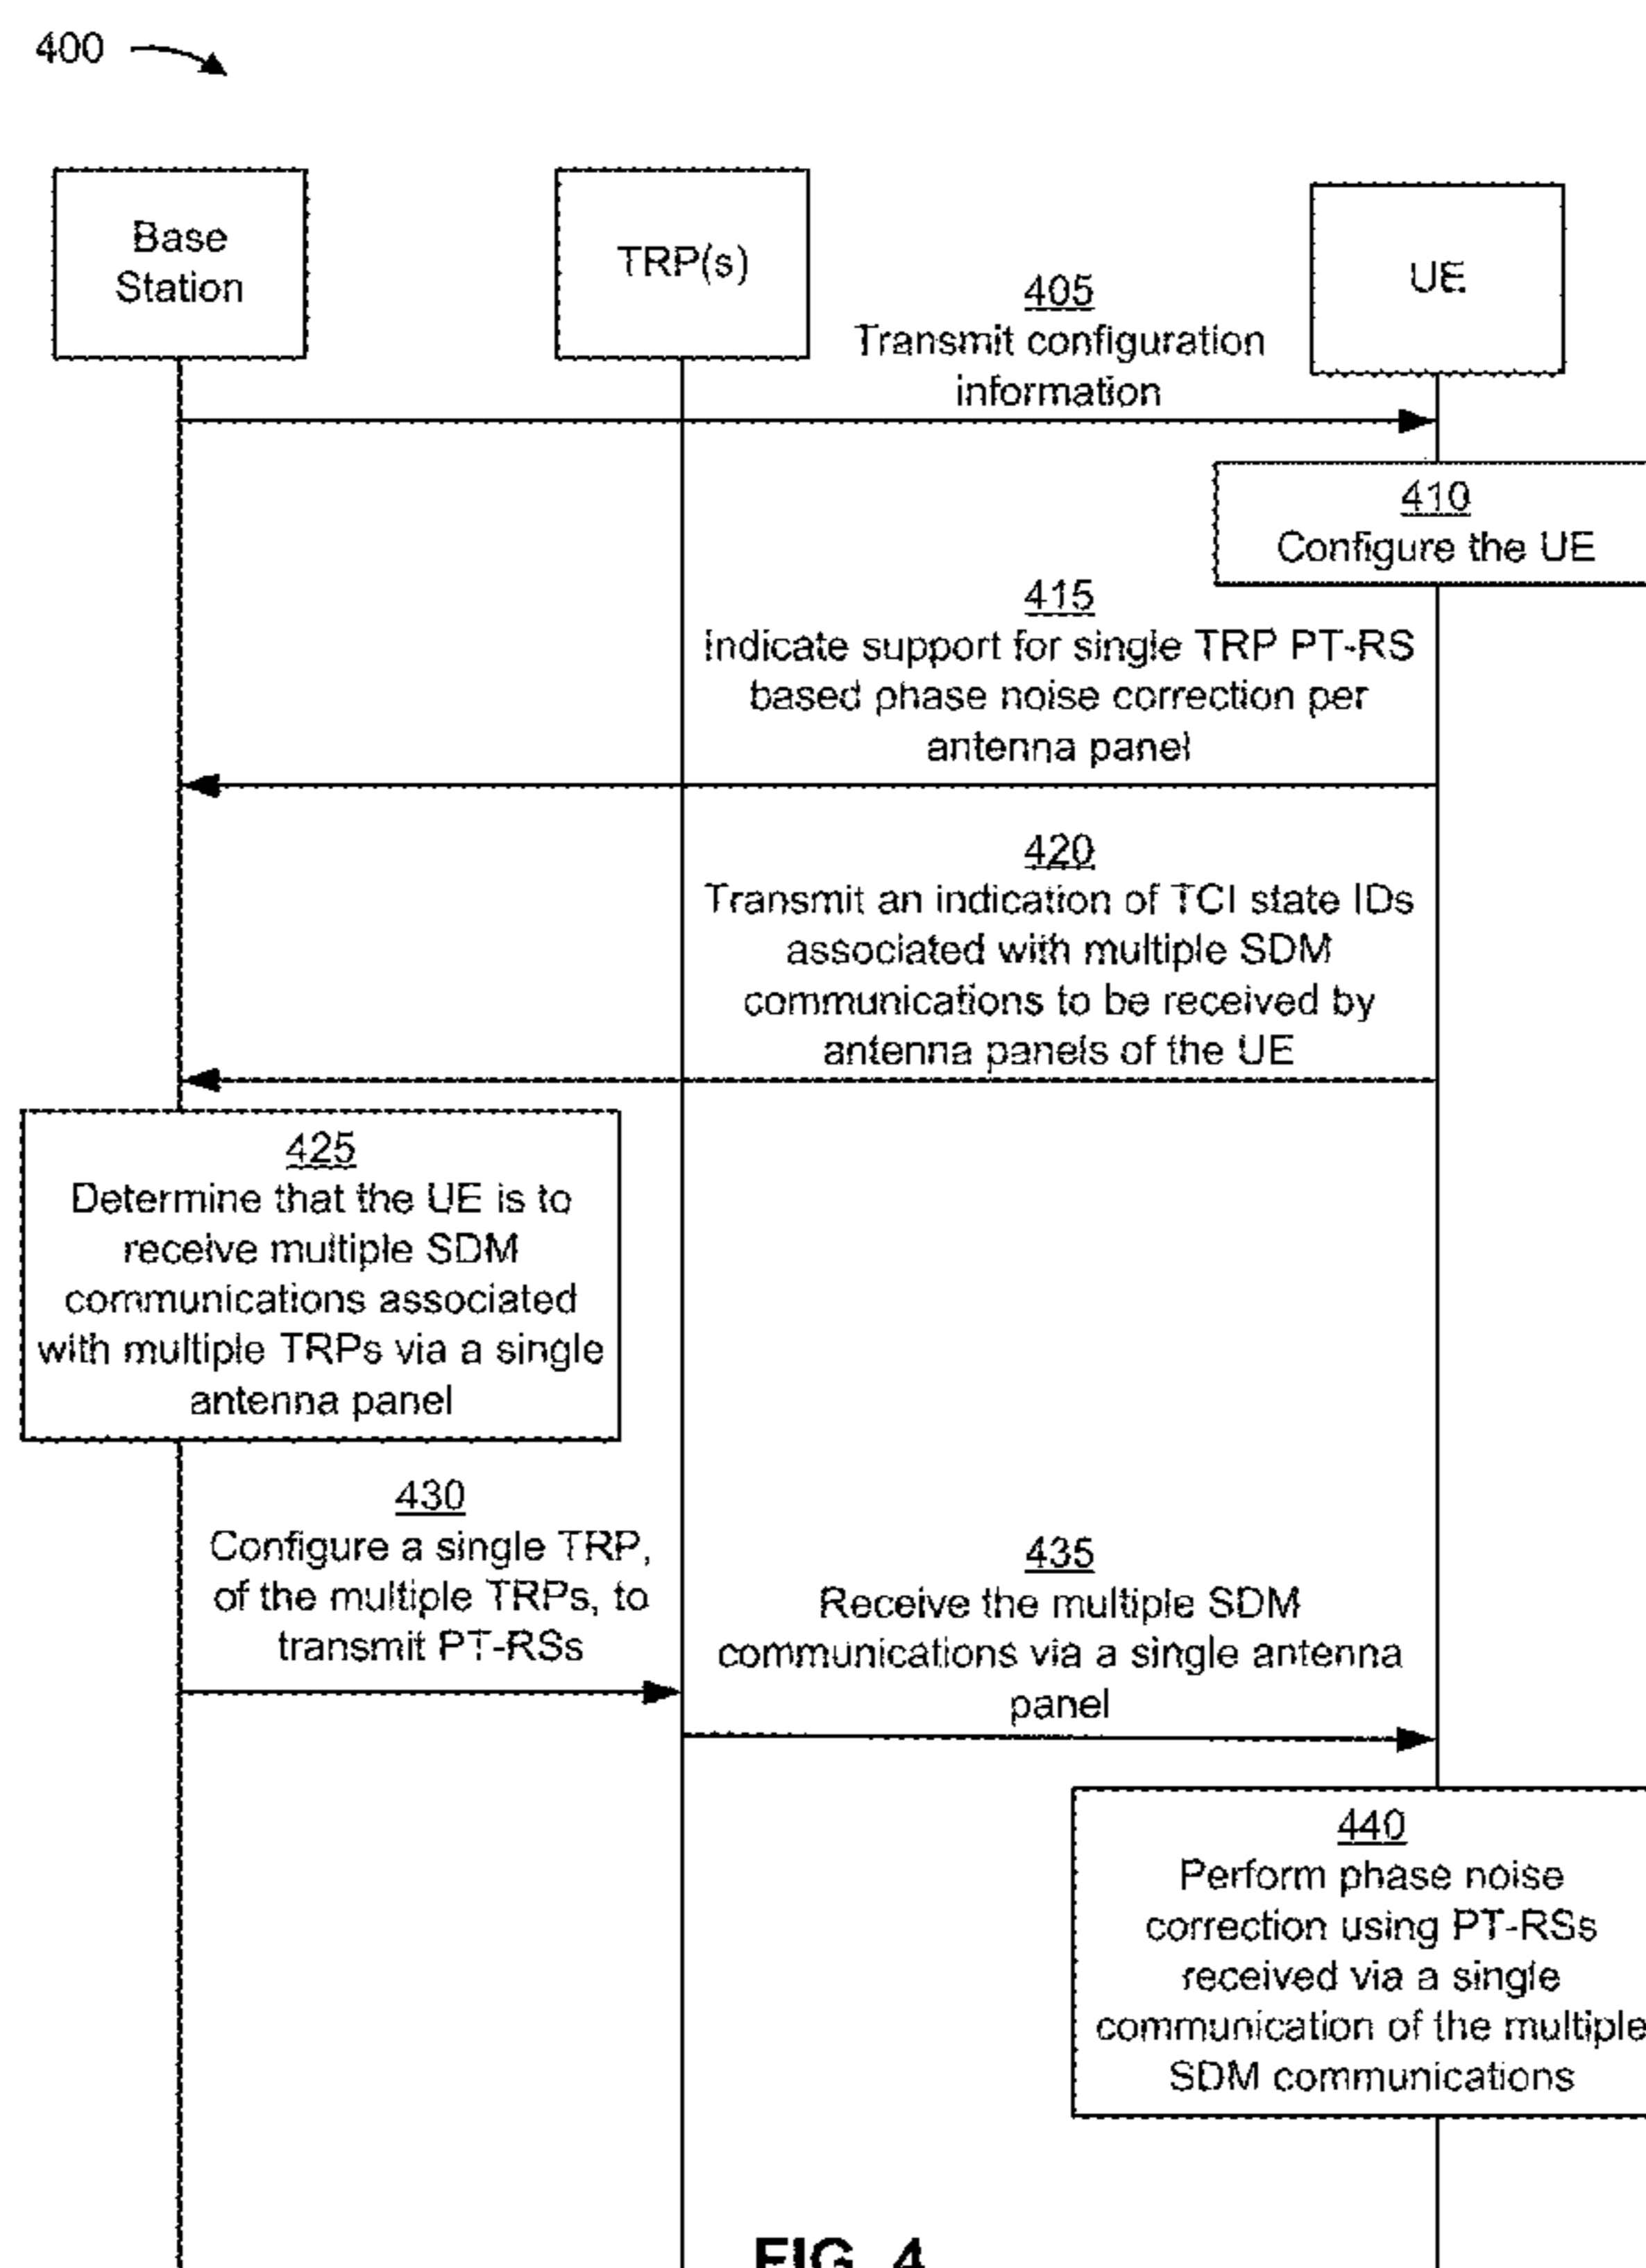 400
Base
Station
TRP(s)
UE
405
Transmit configuration
information
410
Configure the UE
415
Indicate support for single TRP PT-RS
based phase noise correction per
antenna panel
420
Transmit an indication of TCI state IDs
associated with multiple SDM
communications to be received by
antenna panels of the UE
425
Determine that the UE is to
receive multiple SDM
communications associated
with multiple TRPs via a single
antenna panel
430
Configure a single TRP,
of the multiple TRPs, to
transmit PT-RSs
435
Receive the multiple SDM
communications via a single antenna
panel
440
Perform phase noise
correction using PT-RSs
received via a single
communication of the multiple
SDM communications
FIG. 4